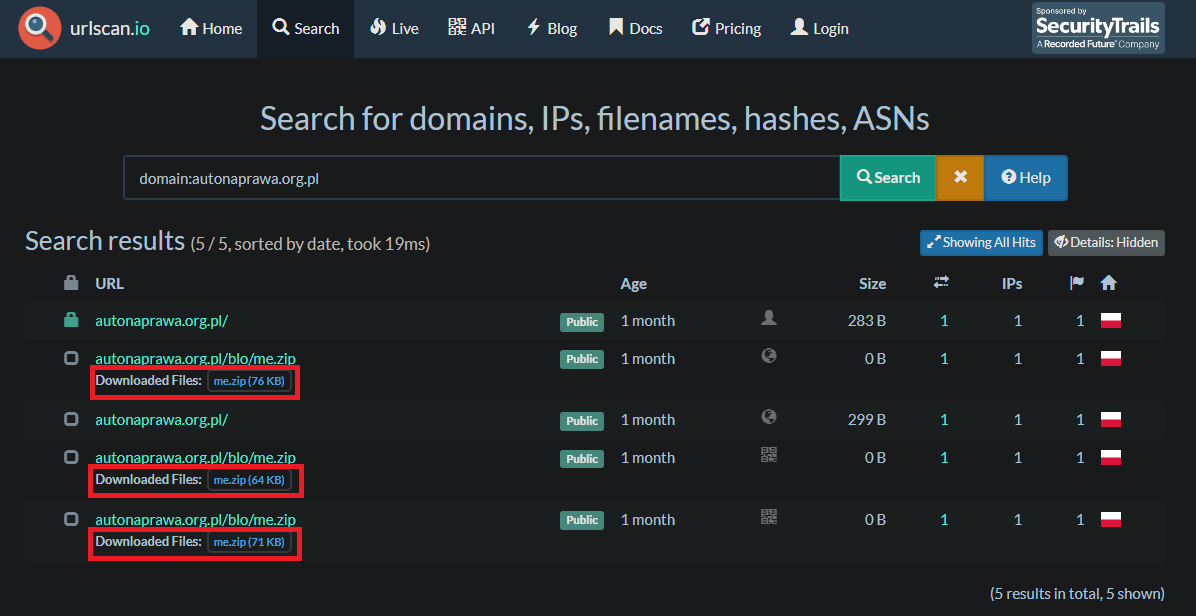 urlscan.io Home Search Live API Blog Docs Pricing Login
Sponsored by
SecurityTrails
A Recorded Future® Company
Search for domains, IPs, filenames, hashes, ASNs
domain:autonaprawa.org.pl Search Help
Search results (5 / 5, sorted by date, took 19ms) Showing All Hits Details: Hidden
URL Age Size IPs
autonaprawa.org.pl/ Public 1 month 283 B 1 1 1
autonaprawa.org.pl/blo/me.zip Public 1 month 0 B 1 1 1
Downloaded Files: me.zip (76 KB)
autonaprawa.org.pl/ Public 1 month 299 B 1 1 1
autonaprawa.org.pl/blo/me.zip Public 1 month 0 B 1 1 1
Downloaded Files: me.zip (64 KB)
autonaprawa.org.pl/blo/me.zip Public 1 month 0 B 1 1 1
Downloaded Files: me.zip (71 KB)
(5 results in total, 5 shown)